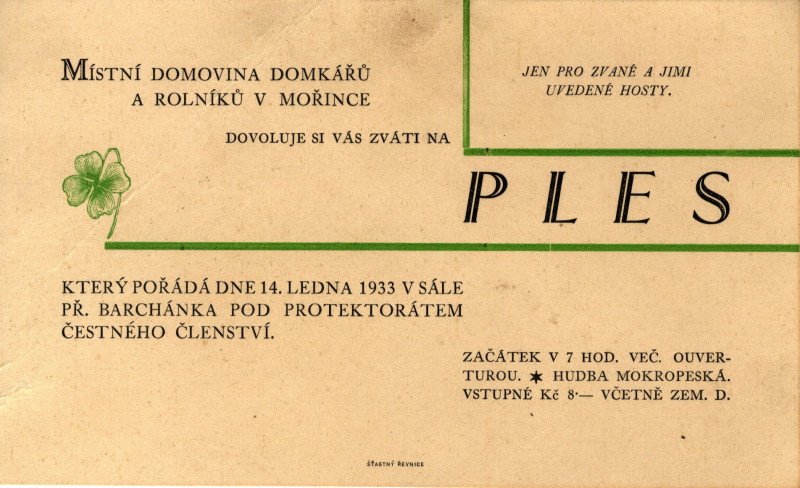 MÍSTNÍ DOMOVINA DOMKÁŘŮ
A ROLNÍKŮ V MOŘINCE
DOVOLUJE SI VÁS ZVÁTI NA
JEN PRO ZVANÉ A JIMI
UVEDENÉ HOSTY.
PLES
KTERÝ POŘÁDÁ DNE 14. LEDNA 1933 V SÁLE
PŘ. BARCHÁNKA POD PROTEKTORÁTEM
ČESTNÉHO ČLENSTVÍ.
ZAČÁTEK V 7 HOD. VEČ. OUVER-
TUROU. ✶ HUDBA MOKROPESKÁ.
VSTUPNÉ Kč 8·— VČETNĚ ZEM. D.
ŠŤASTNÝ ŘEVNICE